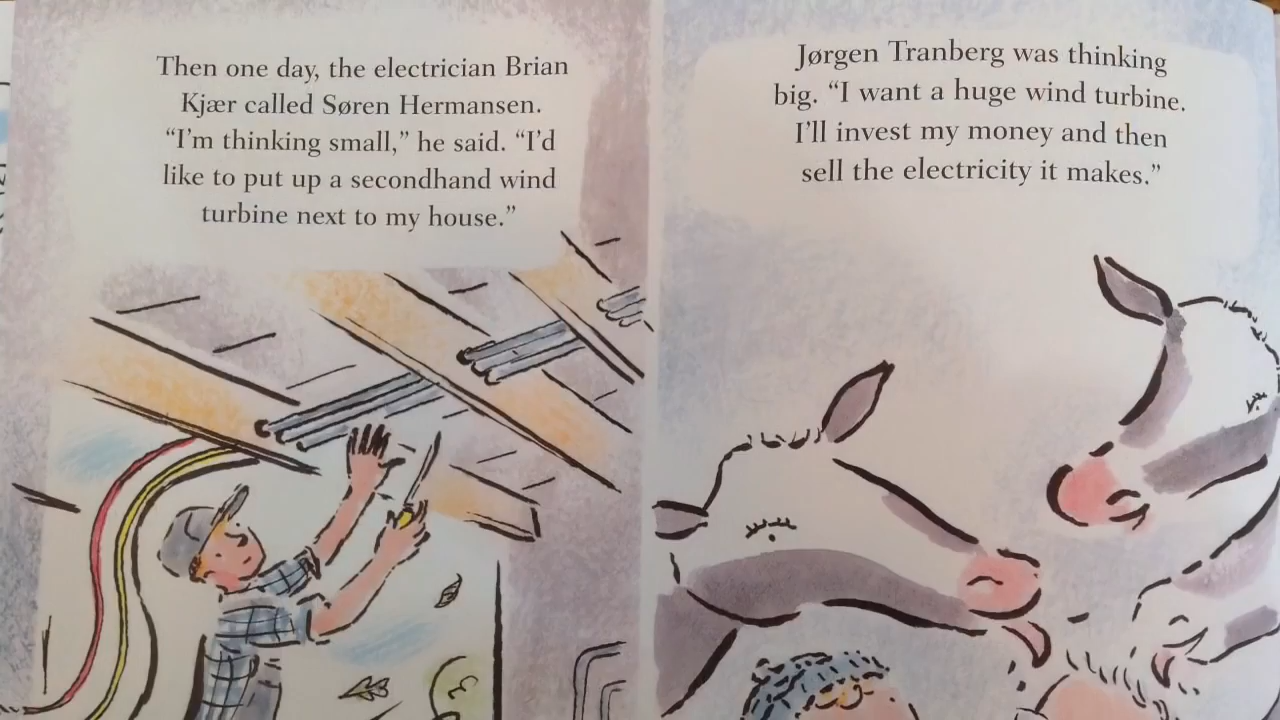 Then one day, the electrician Brian
Kjær called Søren Hermansen.
“I’m thinking small,” he said. “I’d
like to put up a secondhand wind
turbine next to my house.”
Jørgen Tranberg was thinking
big. “I want a huge wind turbine.
I’ll invest my money and then
sell the electricity it makes.”